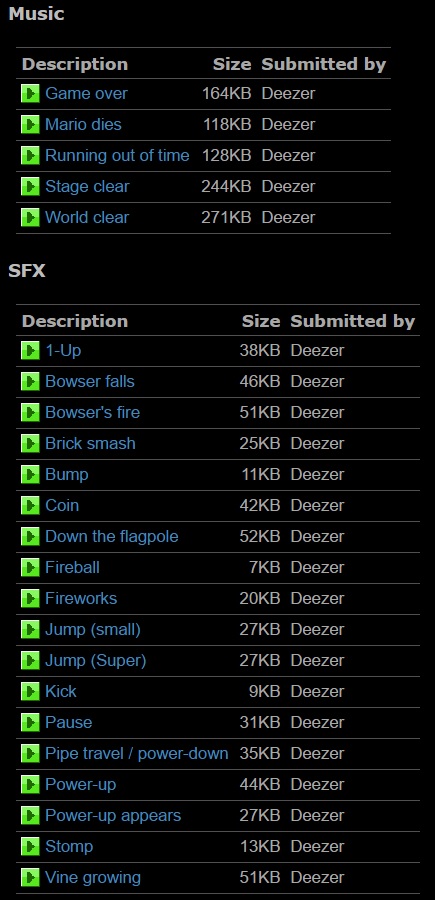 Music
Description Size Submitted by
Game over 164KB Deezer
Mario dies 118KB Deezer
Running out of time 128KB Deezer
Stage clear 244KB Deezer
World clear 271KB Deezer
SFX
Description Size Submitted by
1-Up 38KB Deezer
Bowser falls 46KB Deezer
Bowser's fire 51KB Deezer
Brick smash 25KB Deezer
Bump 11KB Deezer
Coin 42KB Deezer
Down the flagpole 52KB Deezer
Fireball 7KB Deezer
Fireworks 20KB Deezer
Jump (small) 27KB Deezer
Jump (Super) 27KB Deezer
Kick 9KB Deezer
Pause 31KB Deezer
Pipe travel / power-down 35KB Deezer
Power-up 44KB Deezer
Power-up appears 27KB Deezer
Stomp 13KB Deezer
Vine growing 51KB Deezer